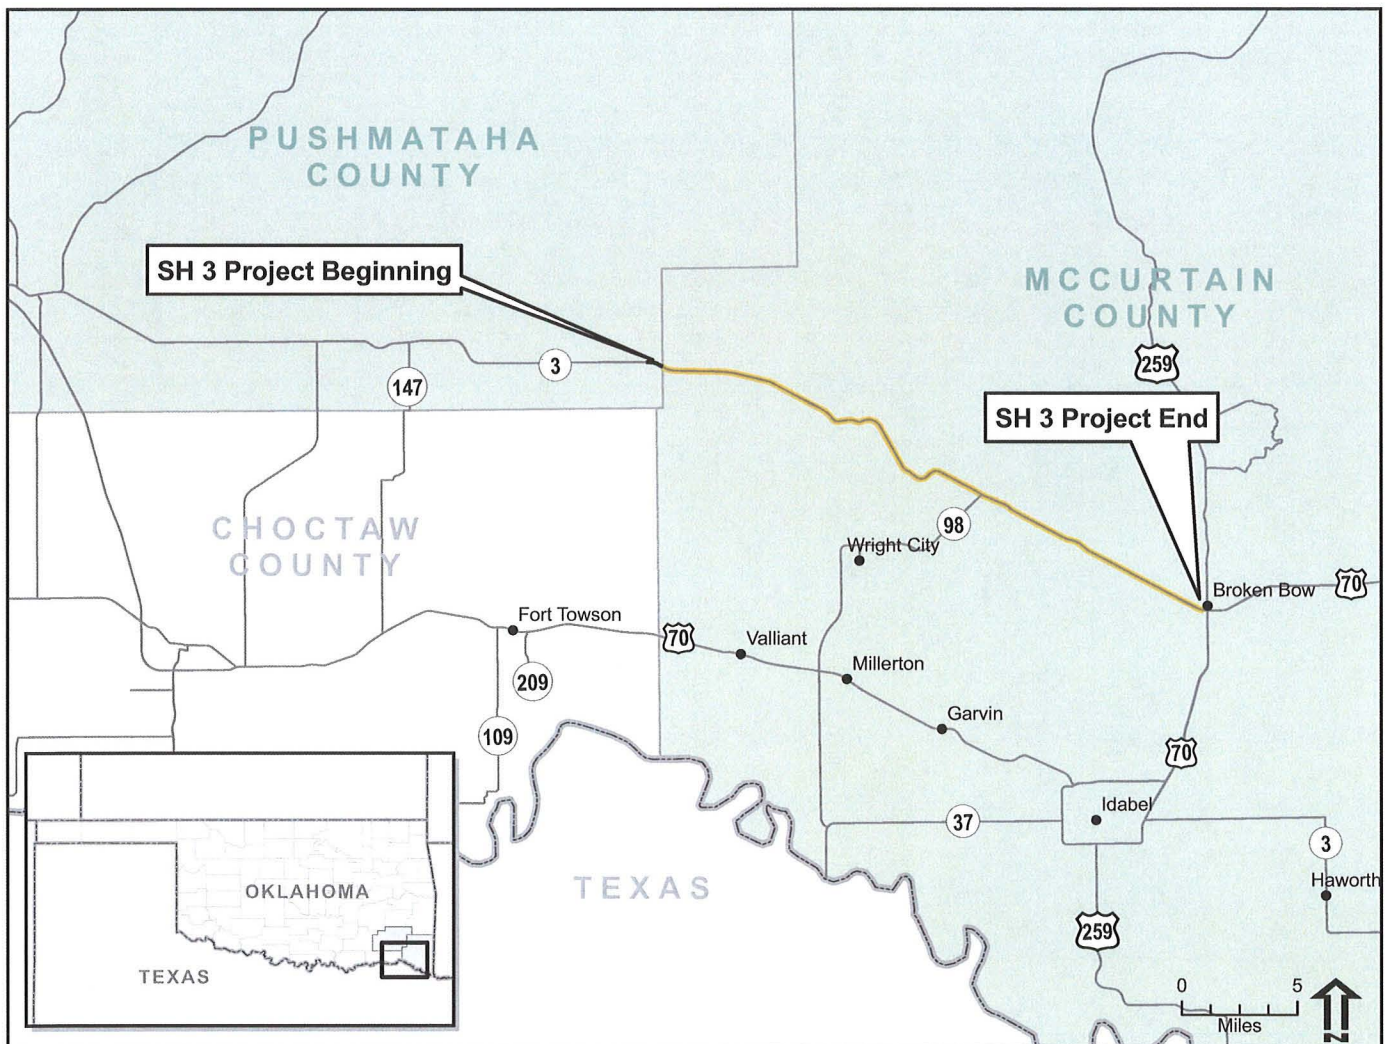 PUSHMATAHA
COUNTY
SH 3 Project Beginning
MCCURTAIN
COUNTY
259
3
147
SH 3 Project End
CHOCTAW
COUNTY
98
Wright City
70
Broken Bow
Fort Towson
70
Valliant
Millerton
209
Garvin
109
70
Idabel
37
3
Haworth
TEXAS
OKLAHOMA
TEXAS
259
0 5
Miles
N